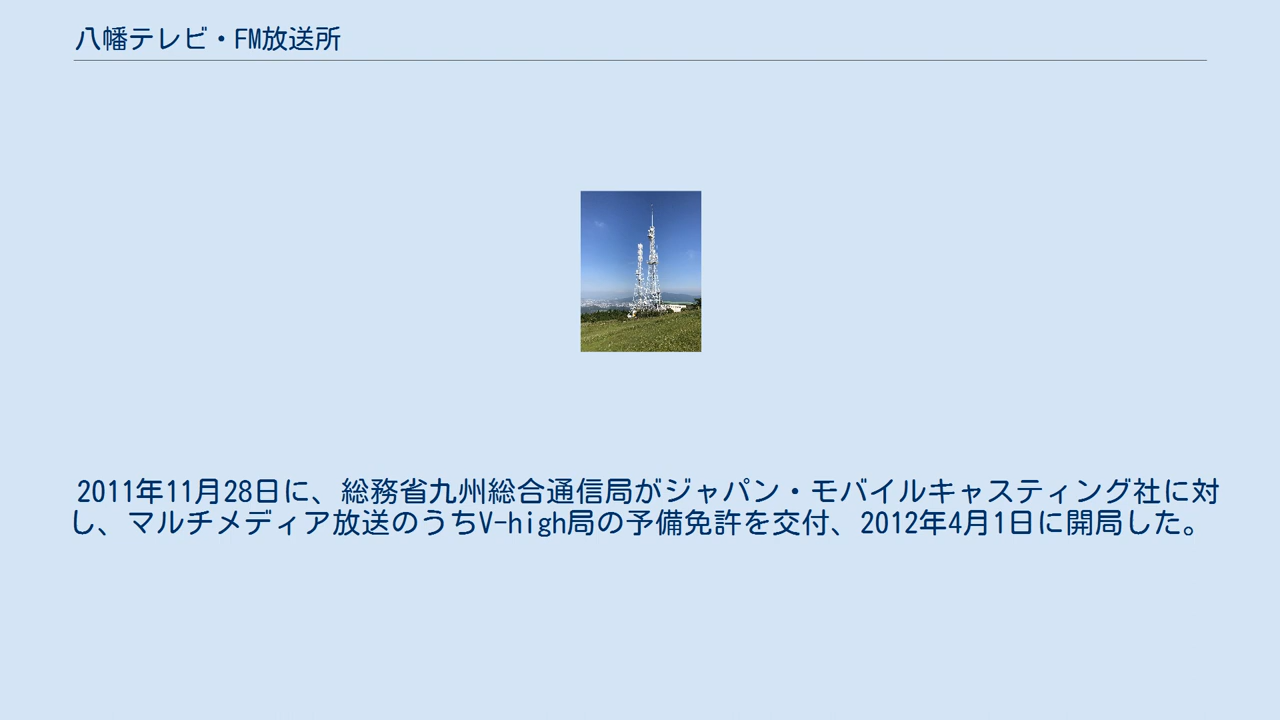 八幡テレビ・FM放送所
2011年11月28日に、総務省九州総合通信局がジャパン・モバイルキャスティング社に対
し、マルチメディア放送のうちV-high局の予備免許を交付、2012年4月1日に開局した。